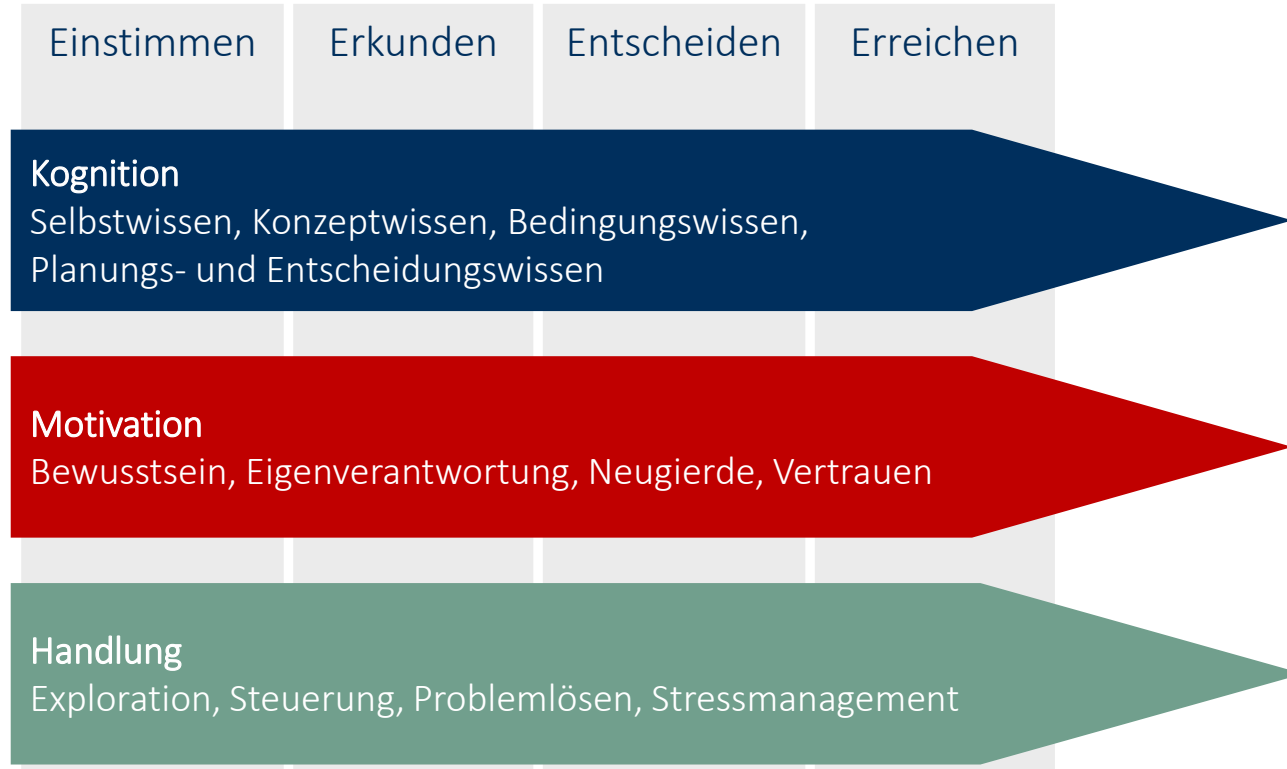 Einstimmen Erkunden Entscheiden Erreichen
Kognition
Selbstwissen, Konzeptwissen, Bedingungswissen,
Planungs- und Entscheidungswissen
Motivation
Bewusstsein, Eigenverantwortung, Neugierde, Vertrauen
Handlung
Exploration, Steuerung, Problemlösen, Stressmanagement